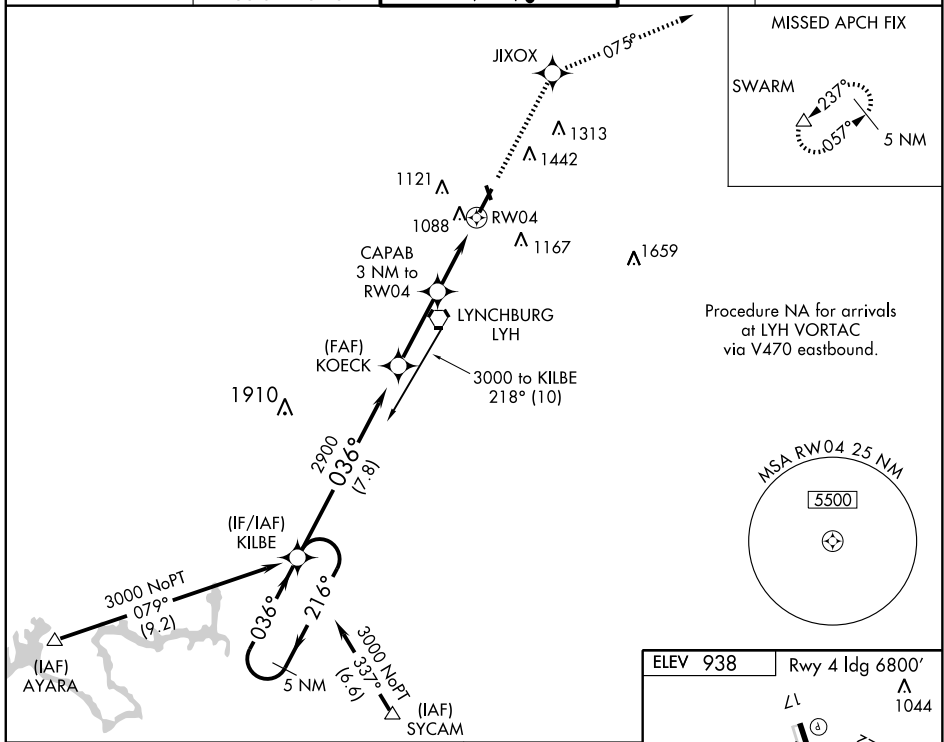 MISSED APCH FIX
JIXOX
075°
SWARM
237°
057°
5 NM
1313
1442
1121
1088
RW04
1167
1659
CAPAB
3 NM to
RW04
LYNCHBURG
LYH
Procedure NA for arrivals
at LYH VORTAC
via V470 eastbound.
(FAF)
KOECK
3000 to KILBE
218° (10)
1910
2900
036°
(7.8)
MSA RW04 25 NM
5500
(IF/IAF)
KILBE
3000 NoPT
079°
(9.2)
036°
216°
5 NM
3000 NoPT
337°
(6.6)
(IAF)
AYARA
(IAF)
SYCAM
ELEV 938
Rwy 4 ldg 6800'
1044
17
P